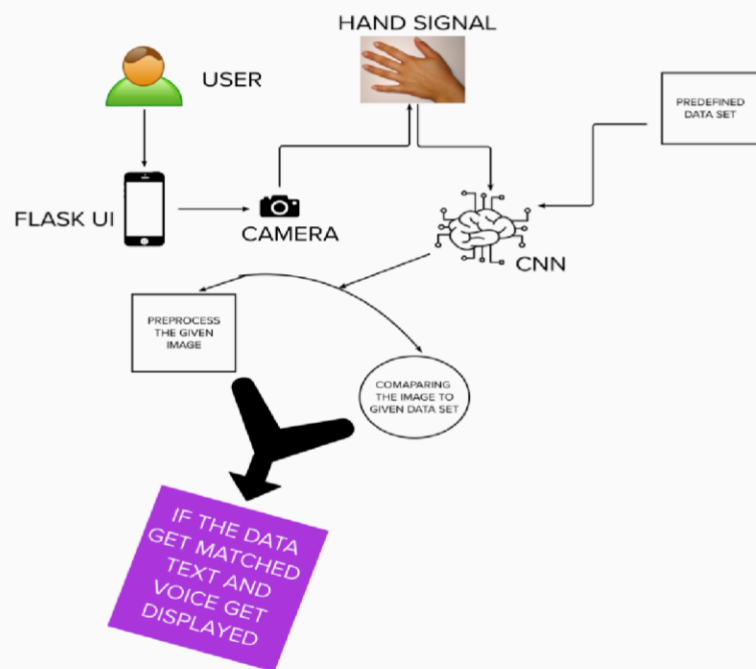 HAND SIGNAL
USER
PREDEFINED
DATA SET
FLASK UI
CAMERA
CNN
PREPROCESS
THE GIVEN
IMAGE
COMAPARING
THE IMAGE TO
GIVEN DATA SET
IF THE DATA
GET MATCHED
TEXT AND
VOICE GET
DISPLAYED